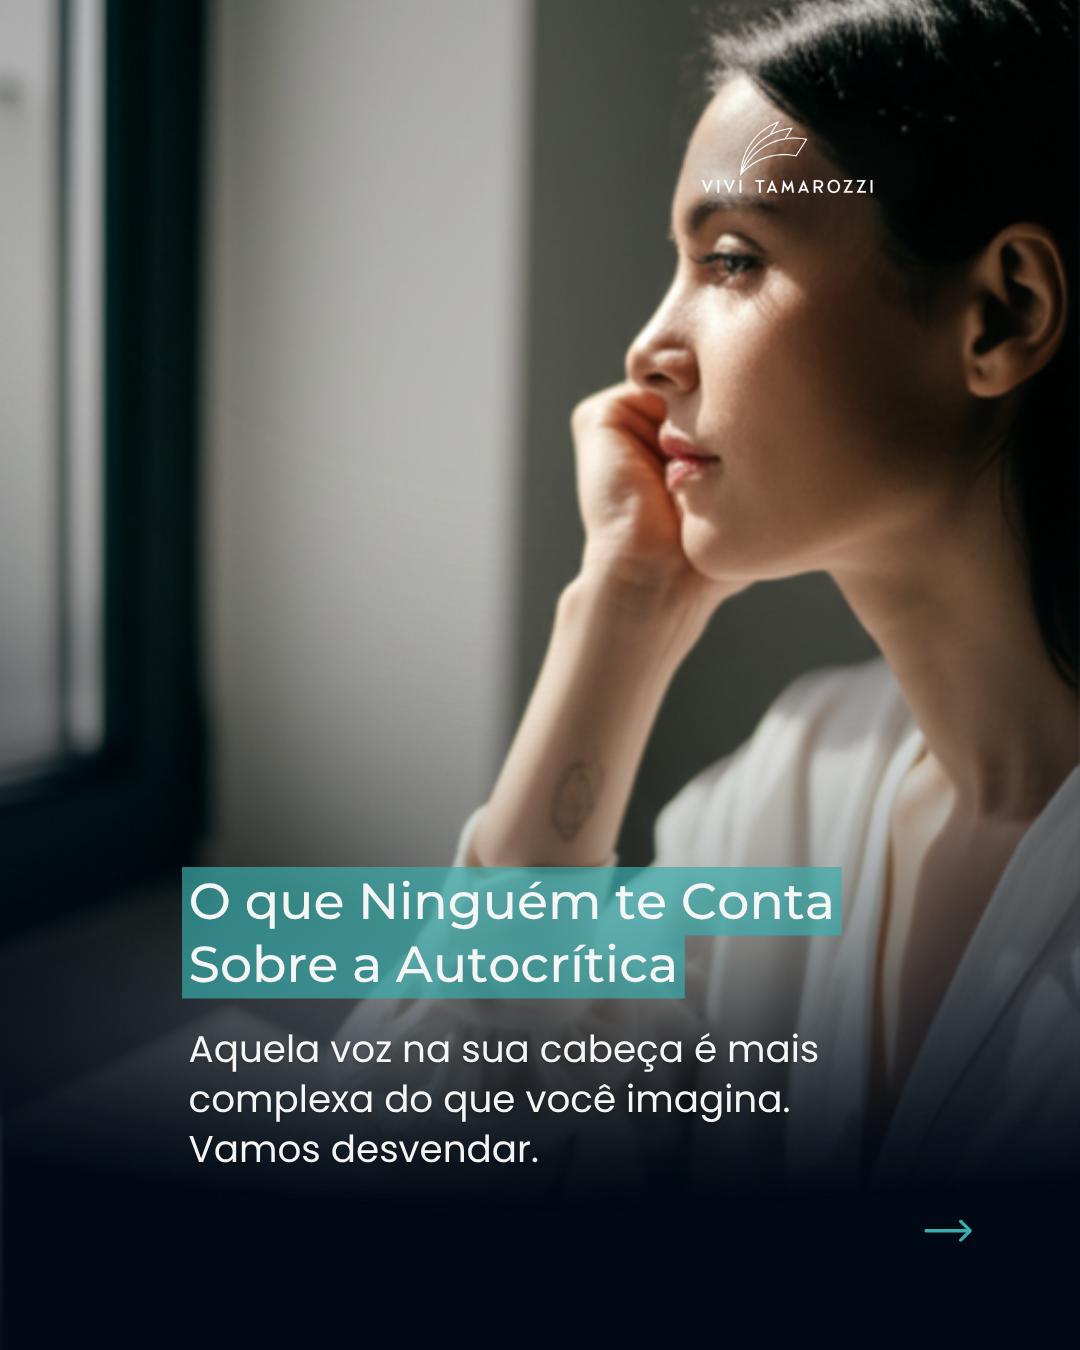 VIVI TAMAROZZI
O que Ninguém te Conta
Sobre a Autocrítica
Aquela voz na sua cabeça é mais
complexa do que você imagina.
Vamos desvendar.